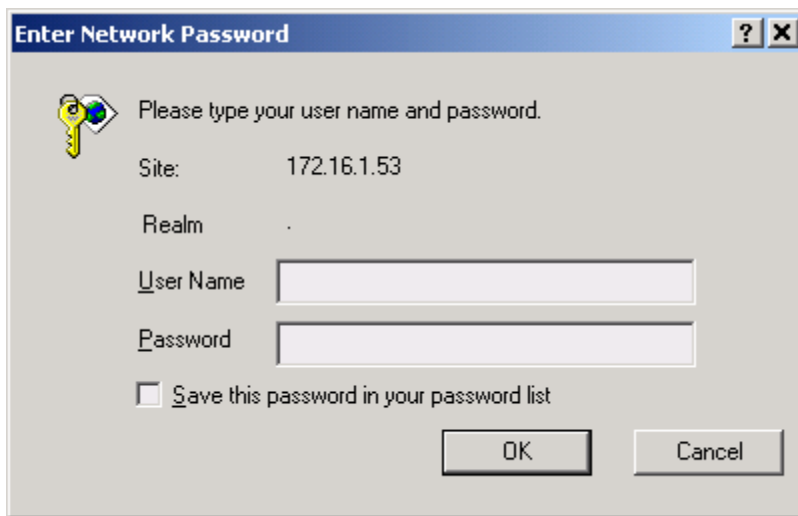 Enter Network Password
Please type your user name and password.
Site: 172.16.1.53
Realm .
User Name
Password
Save this password in your password list
OK Cancel